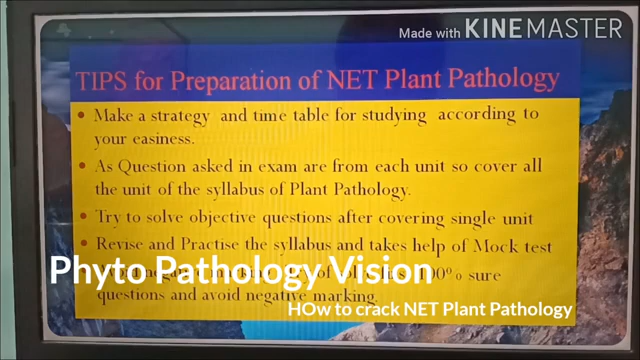 Made with KINEMASTER
TIPS for Preparation of NET Plant Pathology
• Make a strategy and time table for studying according to
your easiness.
• As Question asked in exam are from each unit so cover all
the unit of the syllabus of Plant Pathology.
• Try to solve objective questions after covering single unit
• Revise and Practise the syllabus and takes help of Mock test
Phyto Pathology Vision
• 100% sure
questions and avoid negative marking.
HOw to crack NET Plant Pathology